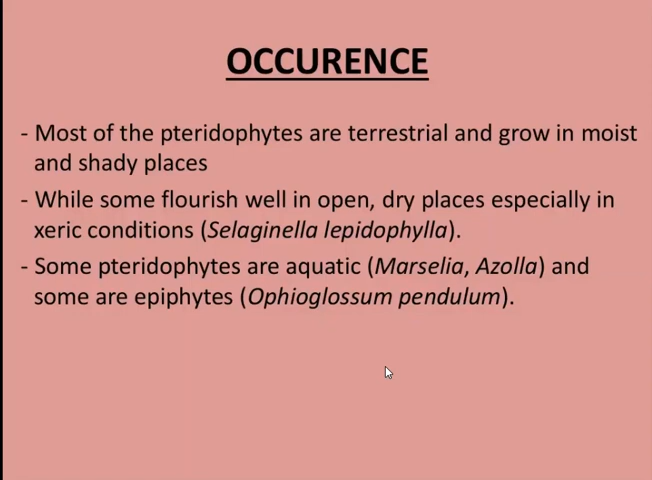 OCCURENCE
- Most of the pteridophytes are terrestrial and grow in moist
and shady places
- While some flourish well in open, dry places especially in
xeric conditions (Selaginella lepidophylla).
- Some pteridophytes are aquatic (Marselia, Azolla) and
some are epiphytes (Ophioglossum pendulum).